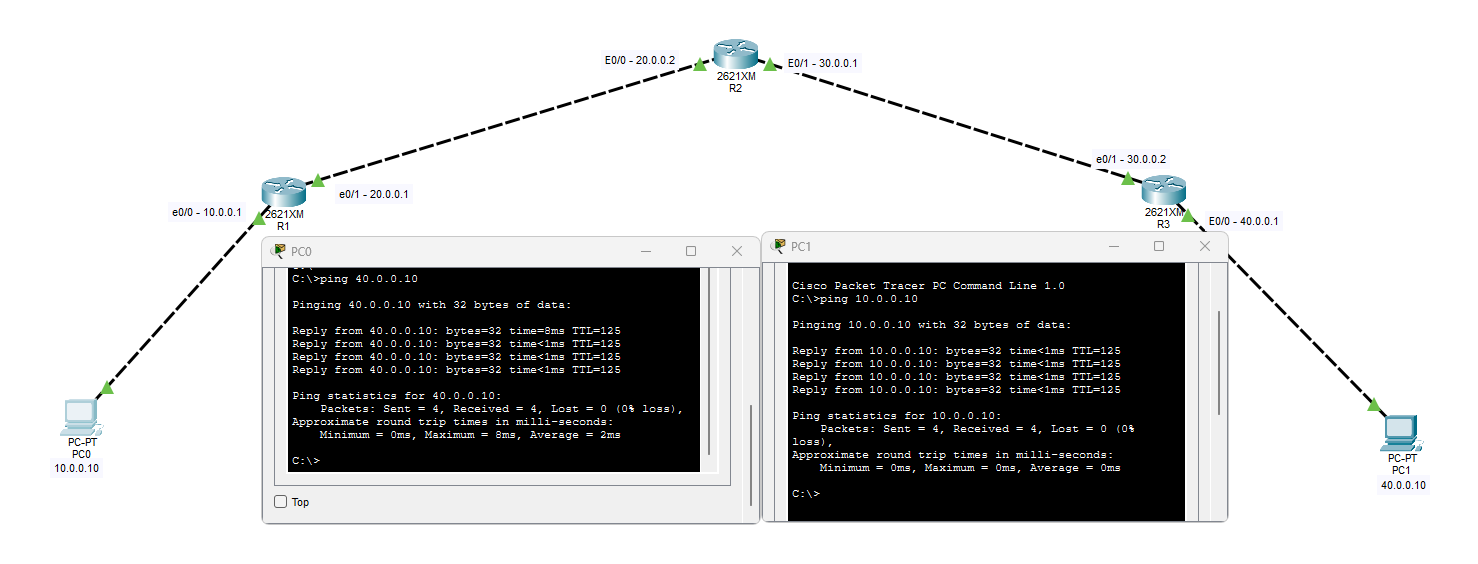 E0/0 - 20.0.0.2
E0/1 - 30.0.0.1
2621XM
R2
e0/1 - 30.0.0.2
e0/1 - 20.0.0.1
e0/0 - 10.0.0.1
2621XM
R1
2621XM
R3
E0/0 - 40.0.0.1
PC0
C:\>ping 40.0.0.10
Pinging 40.0.0.10 with 32 bytes of data:
Reply from 40.0.0.10: bytes=32 time=8ms TTL=125
Reply from 40.0.0.10: bytes=32 time<1ms TTL=125
Reply from 40.0.0.10: bytes=32 time<1ms TTL=125
Reply from 40.0.0.10: bytes=32 time<1ms TTL=125
Ping statistics for 40.0.0.10:
Packets: Sent = 4, Received = 4, Lost = 0 (0% loss),
Approximate round trip times in milli-seconds:
Minimum = 0ms, Maximum = 8ms, Average = 2ms
C:\>
Top
PC1
Cisco Packet Tracer PC Command Line 1.0
C:\>ping 10.0.0.10
Pinging 10.0.0.10 with 32 bytes of data:
Reply from 10.0.0.10: bytes=32 time<1ms TTL=125
Reply from 10.0.0.10: bytes=32 time<1ms TTL=125
Reply from 10.0.0.10: bytes=32 time<1ms TTL=125
Reply from 10.0.0.10: bytes=32 time<1ms TTL=125
Ping statistics for 10.0.0.10:
Packets: Sent = 4, Received = 4, Lost = 0 (0%
loss),
Approximate round trip times in milli-seconds:
Minimum = 0ms, Maximum = 0ms, Average = 0ms
C:\>
PC-PT
PC0
10.0.0.10
PC-PT
PC1
40.0.0.10